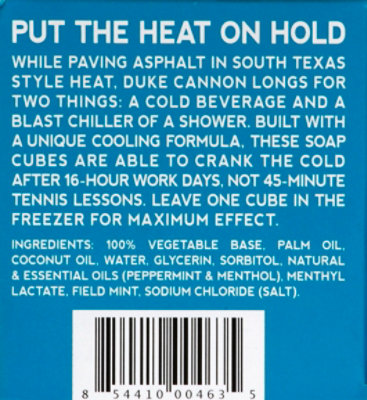 PUT THE HEAT ON HOLD
WHILE PAVING ASPHALT IN SOUTH TEXAS
STYLE HEAT, DUKE CANNON LONGS FOR
TWO THINGS: A COLD BEVERAGE AND A
BLAST CHILLER OF A SHOWER. BUILT WITH
A UNIQUE COOLING FORMULA, THESE SOAP
CUBES ARE ABLE TO CRANK THE COLD
AFTER 16-HOUR WORK DAYS, NOT 45-MINUTE
TENNIS LESSONS. LEAVE ONE CUBE IN THE
FREEZER FOR MAXIMUM EFFECT.
INGREDIENTS: 100% VEGETABLE BASE, PALM OIL,
COCONUT OIL, WATER, GLYCERIN, SORBITOL, NATURAL
& ESSENTIAL OILS (PEPPERMINT & MENTHOL), MENTHYL
LACTATE, FIELD MINT, SODIUM CHLORIDE (SALT).
8 54410 00463 5